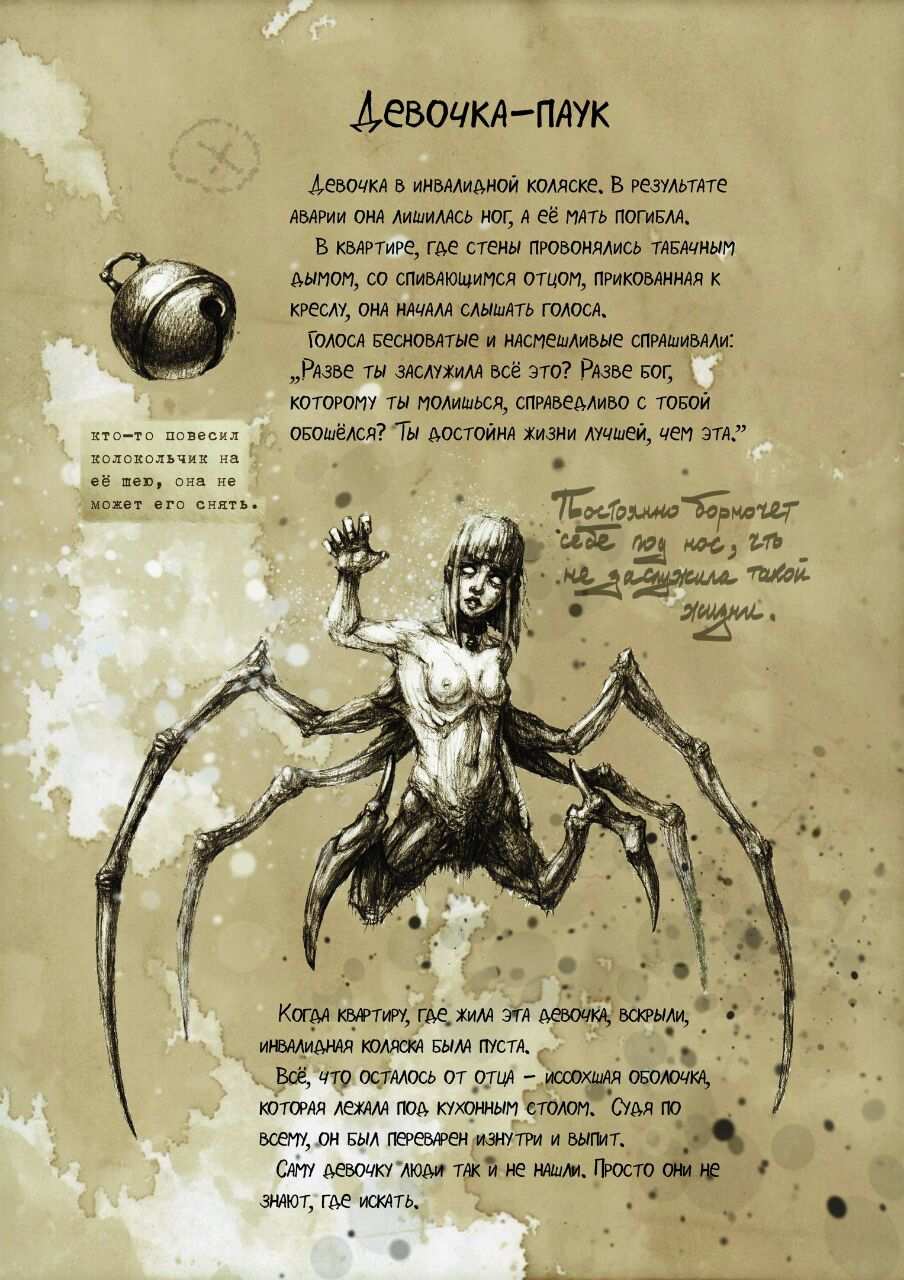 Девочка-паук
Девочка в инвалидной коляске. В результате
аварии она лишилась ног, а её мать погибла.
В квартире, где стены провонялись табачным
дымом, со спивающимся отцом, прикованная к
креслу, она начала слышать голоса.
Голоса бесноватые и насмешливые спрашивали:
„Разве ты заслужила всё это? Разве бог,
которому ты молишься, справедливо с тобой
обошёлся? Ты достойна жизни лучшей, чем эта.”
кто-то повесил
колокольчик на
её шею, она не
может его снять.
Постоянно бормочет
себе под нос, что
не заслужила такой
жизни.
Когда квартиру, где жила эта девочка, вскрыли,
инвалидная коляска была пуста.
Всё, что осталось от отца – иссохшая оболочка,
которая лежала под кухонным столом. Судя по
всему, он был переварен изнутри и выпит.
Саму девочку люди так и не нашли. Просто они не
знают, где искать.